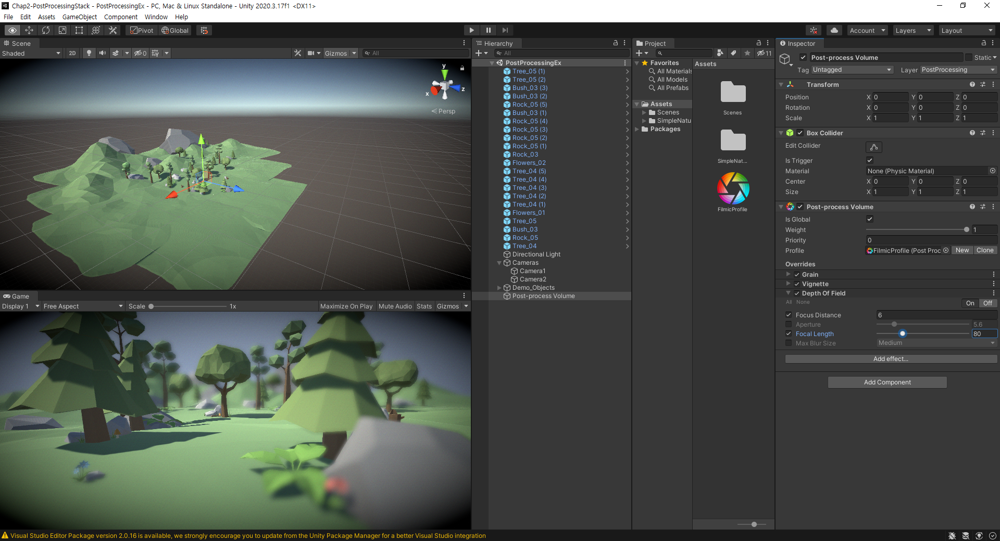 Chap2-PostProcessingStack - PostProcessingEx - PC, Mac & Linux Standalone - Unity 2020.3.17f1 <DX11>
File Edit Assets GameObject Component Window Help
Pivot Global Account Layers Layout
Scene
Shaded 2D 0 Gizmos All
y
x
z
Persp
Game
Display 1 Free Aspect Scale 1x Maximize On Play Mute Audio Stats Gizmos
Hierarchy
All
PostProcessingEx
Tree_05 (1)
Tree_05 (2)
Bush_03 (3)
Bush_03 (2)
Rock_05 (5)
Bush_03 (1)
Rock_05 (4)
Rock_05 (3)
Rock_05 (2)
Rock_05 (1)
Rock_03
Flowers_02
Tree_04 (5)
Tree_04 (4)
Tree_04 (3)
Tree_04 (2)
Tree_04 (1)
Flowers_01
Tree_05
Bush_03
Rock_05
Tree_04
Directional Light
Cameras
Camera1
Camera2
Demo_Objects
Post-process Volume
Project
11
Favorites
All Materials
All Models
All Prefabs
Assets
Scenes
SimpleNatu
Packages
Assets
Scenes
SimpleNat...
FilmicProfile
Inspector
Post-process Volume Static
Tag Untagged Layer PostProcessing
Transform
Position X 0 Y 0 Z 0
Rotation X 0 Y 0 Z 0
Scale X 1 Y 1 Z 1
Box Collider
Edit Collider
Is Trigger
Material None (Physic Material)
Center X 0 Y 0 Z 0
Size X 1 Y 1 Z 1
Post-process Volume
Is Global
Weight 1
Priority 0
Profile FilmicProfile (Post Proc New Clone
Overrides
Grain
Vignette
Depth Of Field
All None On Off
Focus Distance 6
Aperture 5.6
Focal Length 80
Max Blur Size Medium
Add effect...
Add Component
Visual Studio Editor Package version 2.0.16 is available, we strongly encourage you to update from the Unity Package Manager for a better Visual Studio integration